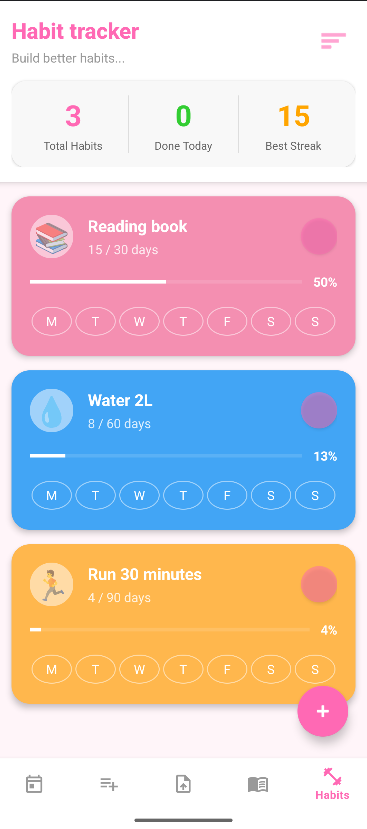 Habit tracker
Build better habits...
3 0 15
Total Habits Done Today Best Streak
Reading book
15 / 30 days
50%
M T W T F S S
Water 2L
8 / 60 days
13%
M T W T F S S
Run 30 minutes
4 / 90 days
4%
M T W T F S S
+
Habits